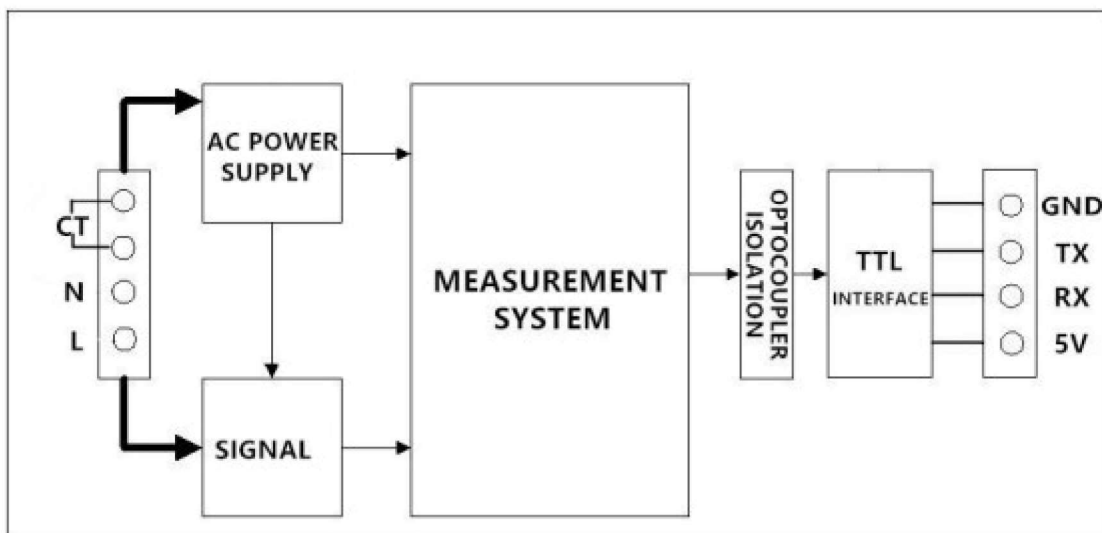 AC POWER
SUPPLY
CT
N
L
SIGNAL
MEASUREMENT
SYSTEM
OPTOCOUPLER
ISOLATION
TTL
INTERFACE
GND
TX
RX
5V